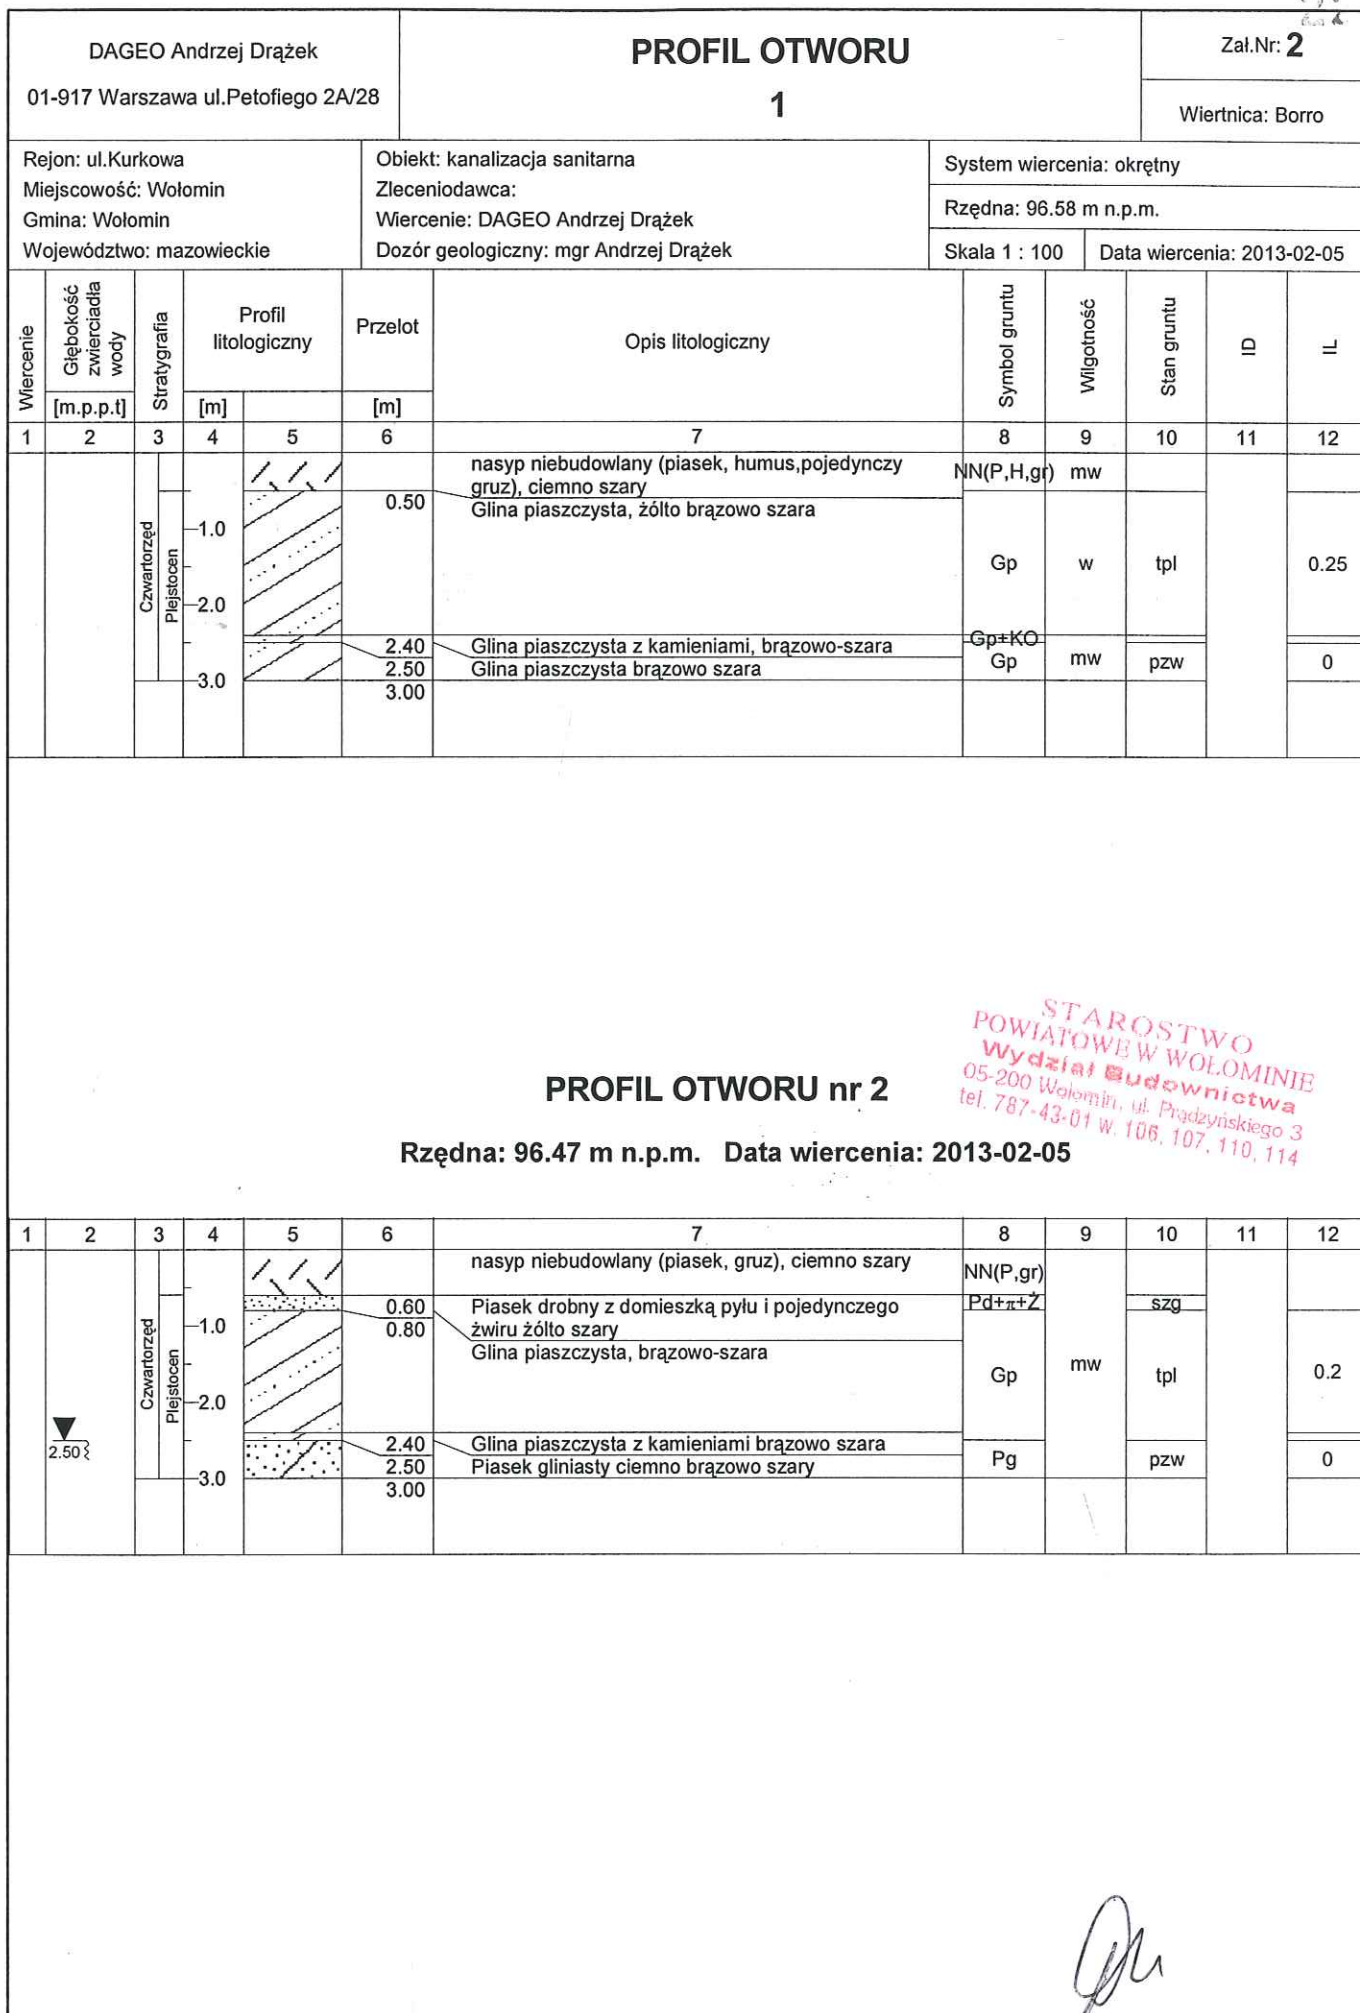 DAGEO Andrzej Drążek
01-917 Warszawa ul.Petofiego 2A/28
PROFIL OTWORU
1
Zał.Nr: 2
Wiertnica: Borro
Rejon: ul.Kurkowa
Miejscowość: Wołomin
Gmina: Wołomin
Województwo: mazowieckie
Obiekt: kanalizacja sanitarna
Zleceniodawca:
Wiercenie: DAGEO Andrzej Drążek
Dozór geologiczny: mgr Andrzej Drążek
System wiercenia: okrętny
Rzędna: 96.58 m n.p.m.
Skala 1 : 100
Data wiercenia: 2013-02-05
Wiercenie
Głębokość zwierciadła wody
[m.p.p.t]
Stratygrafia
Profil litologiczny
[m]
Przelot
[m]
Opis litologiczny
Symbol gruntu
Wilgotność
Stan gruntu
ID
IL
1 2 3 4 5 6 7 8 9 10 11 12
nasyp niebudowlany (piasek, humus,pojedynczy
gruz), ciemno szary
NN(P,H,gr) mw
0.50
Glina piaszczysta, żólto brązowo szara
Czwartorzęd
Plejstocen
1.0
2.0
3.0
Gp w tpl 0.25
2.40 Glina piaszczysta z kamieniami, brązowo-szara Gp+KO
2.50 Glina piaszczysta brązowo szara Gp mw pzw 0
3.00
STAROSTWO
POWIATOWE W WOŁOMINIE
Wydział Budownictwa
05-200 Wołomin, ul. Prądzyńskiego 3
tel. 787-43-01 w. 106, 107, 110, 114
PROFIL OTWORU nr 2
Rzędna: 96.47 m n.p.m. Data wiercenia: 2013-02-05
1 2 3 4 5 6 7 8 9 10 11 12
nasyp niebudowlany (piasek, gruz), ciemno szary NN(P,gr)
0.60 Piasek drobny z domieszką pyłu i pojedynczego Pd+π+Ż szg
0.80 żwiru żólto szary
Glina piaszczysta, brązowo-szara
Czwartorzęd
Plejstocen
1.0
2.0
3.0
Gp mw tpl 0.2
2.50
2.40 Glina piaszczysta z kamieniami brązowo szara
2.50 Piasek gliniasty ciemno brązowo szary Pg pzw 0
3.00